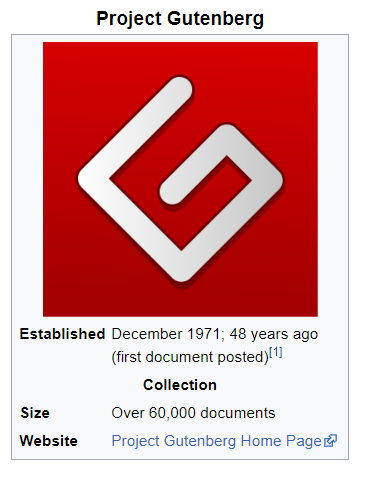 Project Gutenberg
Established December 1971; 48 years ago
(first document posted)[1]
Collection
Size Over 60,000 documents
Website Project Gutenberg Home Page